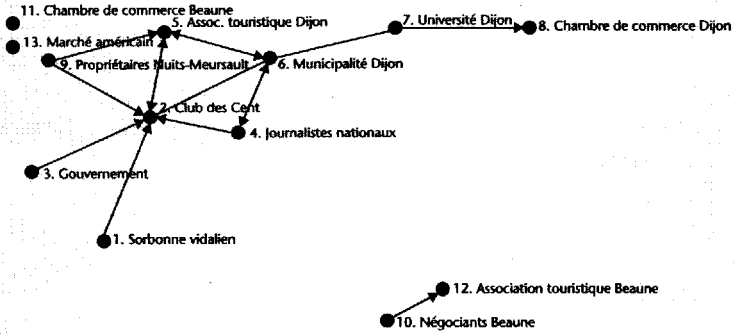 11. Chambre de commerce Beaune
5. Assoc. touristique Dijon
7. Université Dijon
8. Chambre de commerce Dijon
13. Marché américain
9. Propriétaires Nuits-Meursault
6. Municipalité Dijon
2. Club des Cent
4. Journalistes nationaux
3. Gouvernement
1. Sorbonne vidalien
12. Association touristique Beaune
10. Négociants Beaune